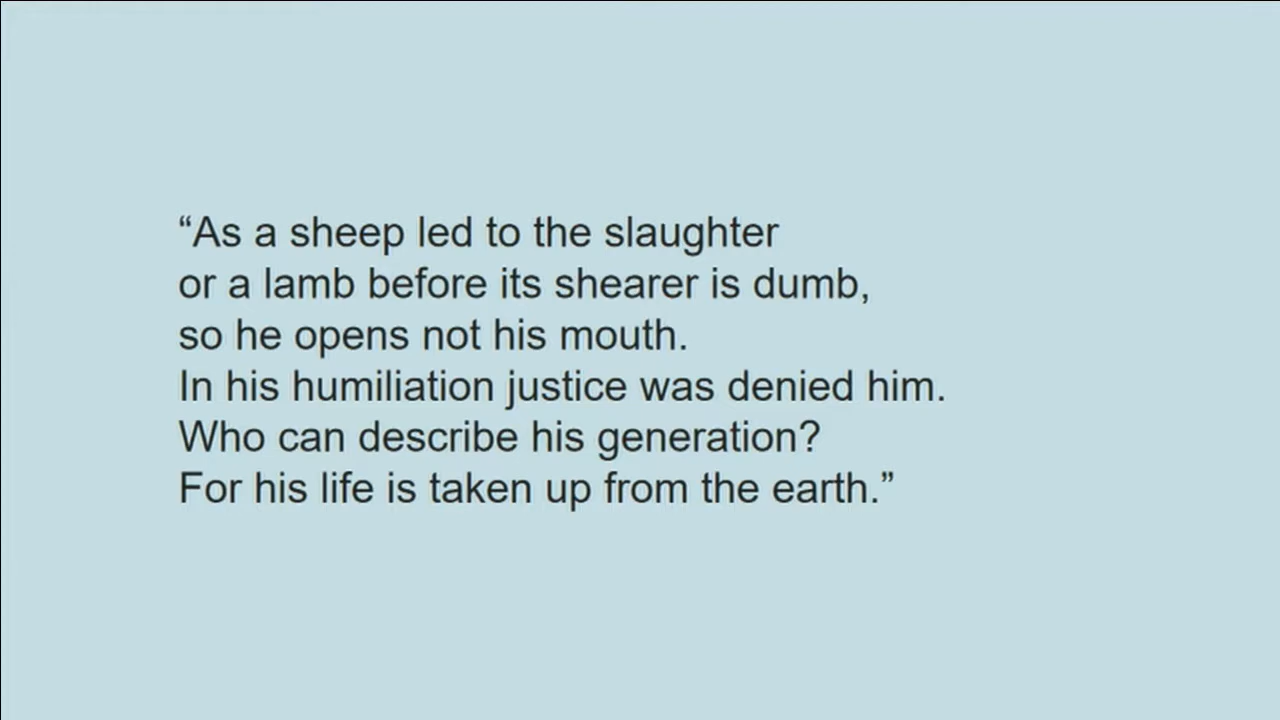 “As a sheep led to the slaughter
or a lamb before its shearer is dumb,
so he opens not his mouth.
In his humiliation justice was denied him.
Who can describe his generation?
For his life is taken up from the earth.”